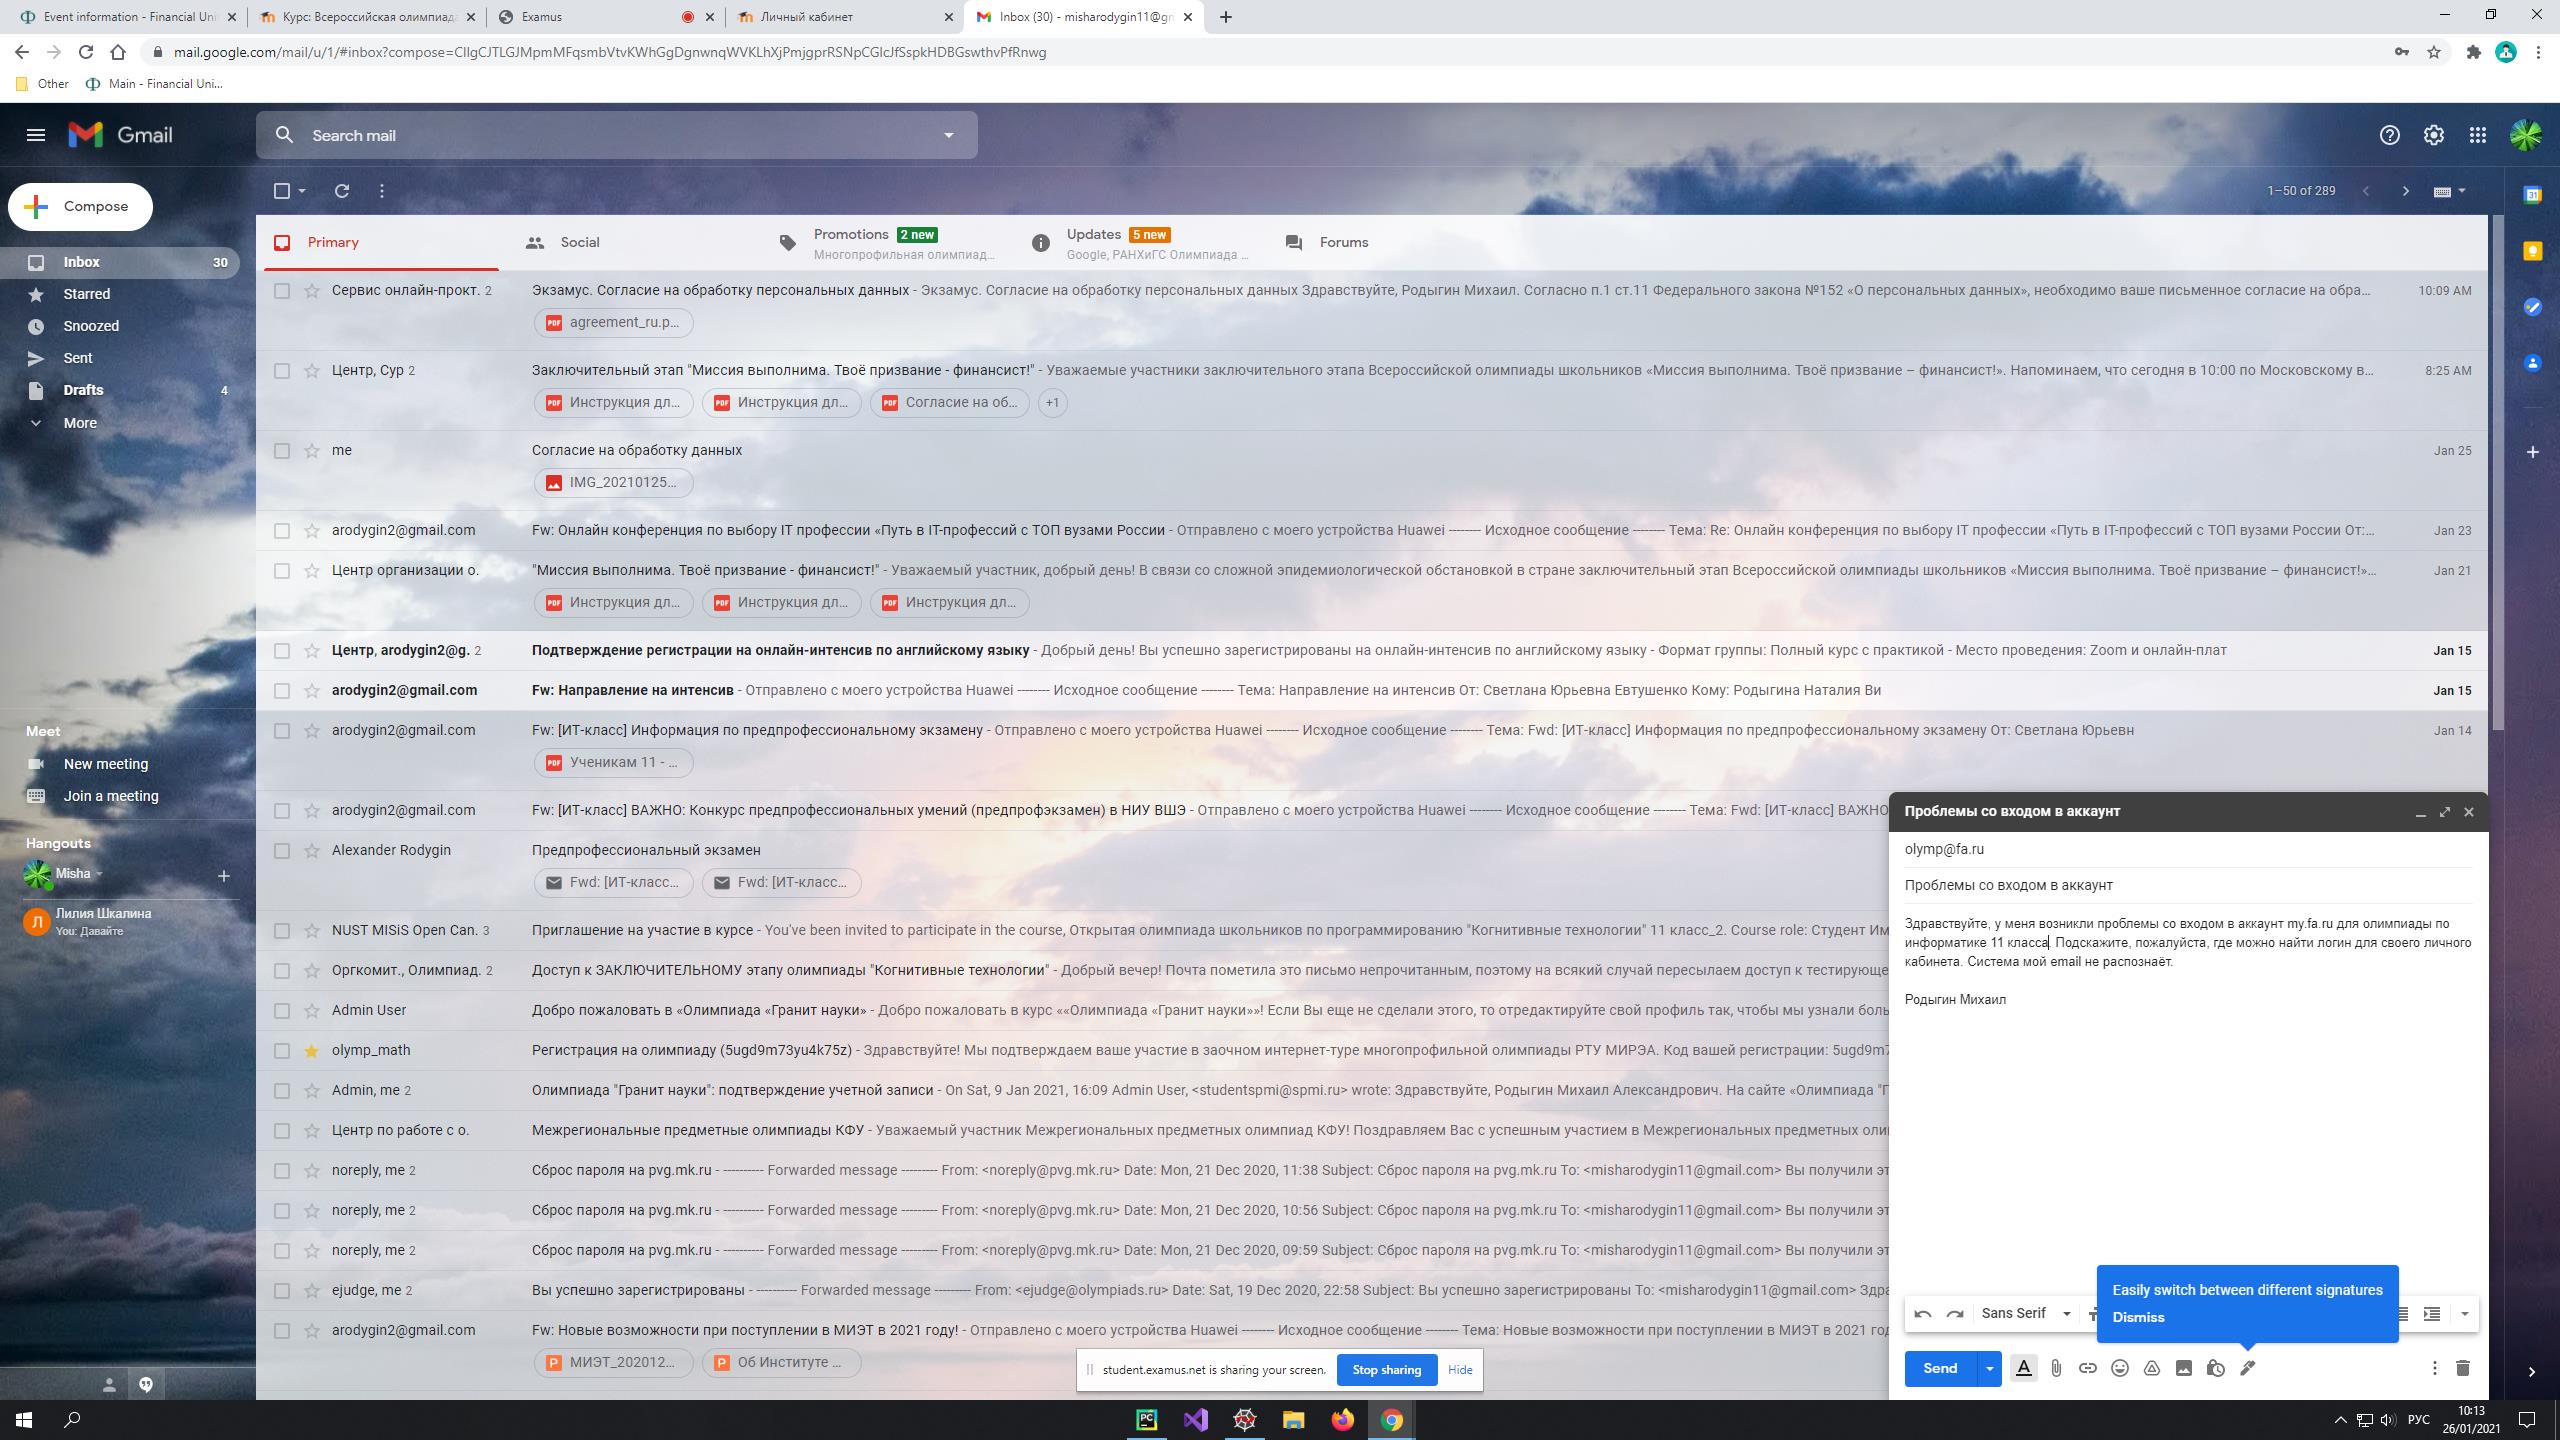 Event information - Financial Uni
Курс: Всероссийская олимпиада
Examus
Личный кабинет
Inbox (30) - misharodygin11@gm
mail.google.com/mail/u/1/#inbox?compose=CllgCJTLGJMpmMFqsmbVtvKWhGgDgnwnqWVKLhXjPmjgprRSNpCGlcJfSspkHDBGswthvPfRnwg
Other
Main - Financial Uni...
Gmail
Search mail
Compose
1–50 of 289
Primary
Social
Promotions 2 new
Многопрофильная олимпиад...
Updates 5 new
Google, РАНХиГС Олимпиада ...
Forums
Inbox 30
Starred
Snoozed
Sent
Drafts 4
More
Meet
New meeting
Join a meeting
Hangouts
Misha
Л
Лилия Шкалина
You: Давайте
Сервис онлайн-прокт. 2 Экзамус. Согласие на обработку персональных данных - Экзамус. Согласие на обработку персональных данных Здравствуйте, Родыгин Михаил. Согласно п.1 ст.11 Федерального закона №152 «О персональных данных», необходимо ваше письменное согласие на обра... 10:09 AM
PDF agreement_ru.p...
Центр, Сур 2 Заключительный этап "Миссия выполнима. Твоё призвание - финансист!" - Уважаемые участники заключительного этапа Всероссийской олимпиады школьников «Миссия выполнима. Твоё призвание – финансист!». Напоминаем, что сегодня в 10:00 по Московскому в... 8:25 AM
PDF Инструкция дл... PDF Инструкция дл... PDF Согласие на об... +1
me Согласие на обработку данных Jan 25
IMG_20210125...
arodygin2@gmail.com Fw: Онлайн конференция по выбору IT профессии «Путь в IT-профессий с ТОП вузами России - Отправлено с моего устройства Huawei -------- Исходное сообщение -------- Тема: Re: Онлайн конференция по выбору IT профессии «Путь в IT-профессий с ТОП вузами России От:... Jan 23
Центр организации о. "Миссия выполнима. Твоё призвание - финансист!" - Уважаемый участник, добрый день! В связи со сложной эпидемиологической обстановкой в стране заключительный этап Всероссийской олимпиады школьников «Миссия выполнима. Твоё призвание – финансист!»... Jan 21
PDF Инструкция дл... PDF Инструкция дл... PDF Инструкция дл...
Центр, arodygin2@g. 2 Подтверждение регистрации на онлайн-интенсив по английскому языку - Добрый день! Вы успешно зарегистрированы на онлайн-интенсив по английскому языку - Формат группы: Полный курс с практикой - Место проведения: Zoom и онлайн-плат Jan 15
arodygin2@gmail.com Fw: Направление на интенсив - Отправлено с моего устройства Huawei -------- Исходное сообщение -------- Тема: Направление на интенсив От: Светлана Юрьевна Евтушенко Кому: Родыгина Наталия Ви Jan 15
arodygin2@gmail.com Fw: [ИТ-класс] Информация по предпрофессиональному экзамену - Отправлено с моего устройства Huawei -------- Исходное сообщение -------- Тема: Fwd: [ИТ-класс] Информация по предпрофессиональному экзамену От: Светлана Юрьевн Jan 14
PDF Ученикам 11 - ...
arodygin2@gmail.com Fw: [ИТ-класс] ВАЖНО: Конкурс предпрофессиональных умений (предпрофэкзамен) в НИУ ВШЭ - Отправлено с моего устройства Huawei -------- Исходное сообщение -------- Тема: Fwd: [ИТ-класс] ВАЖНО
Alexander Rodygin Предпрофессиональный экзамен
Fwd: [ИТ-класс... Fwd: [ИТ-класс...
NUST MISiS Open Can. 3 Приглашение на участие в курсе - You've been invited to participate in the course, Открытая олимпиада школьников по программированию "Когнитивные технологии" 11 класс_2. Course role: Студент Им
Оргкомит., Олимпиад. 2 Доступ к ЗАКЛЮЧИТЕЛЬНОМУ этапу олимпиады "Когнитивные технологии" - Добрый вечер! Почта пометила это письмо непрочитанным, поэтому на всякий случай пересылаем доступ к тестирующе
Admin User Добро пожаловать в «Олимпиада «Гранит науки» - Добро пожаловать в курс ««Олимпиада «Гранит науки»»! Если Вы еще не сделали этого, то отредактируйте свой профиль так, чтобы мы узнали боль
olymp_math Регистрация на олимпиаду (5ugd9m73yu4k75z) - Здравствуйте! Мы подтверждаем ваше участие в заочном интернет-туре многопрофильной олимпиады РТУ МИРЭА. Код вашей регистрации: 5ugd9m7
Admin, me 2 Олимпиада "Гранит науки": подтверждение учетной записи - On Sat, 9 Jan 2021, 16:09 Admin User, <studentspmi@spmi.ru> wrote: Здравствуйте, Родыгин Михаил Александрович. На сайте «Олимпиада "Г
Центр по работе с о. Межрегиональные предметные олимпиады КФУ - Уважаемый участник Межрегиональных предметных олимпиад КФУ! Поздравляем Вас с успешным участием в Межрегиональных предметных оли
noreply, me 2 Сброс пароля на pvg.mk.ru - ---------- Forwarded message --------- From: <noreply@pvg.mk.ru> Date: Mon, 21 Dec 2020, 11:38 Subject: Сброс пароля на pvg.mk.ru To: <misharodygin11@gmail.com> Вы получили эт
noreply, me 2 Сброс пароля на pvg.mk.ru - ---------- Forwarded message --------- From: <noreply@pvg.mk.ru> Date: Mon, 21 Dec 2020, 10:56 Subject: Сброс пароля на pvg.mk.ru To: <misharodygin11@gmail.com> Вы получили эт
noreply, me 2 Сброс пароля на pvg.mk.ru - ---------- Forwarded message --------- From: <noreply@pvg.mk.ru> Date: Mon, 21 Dec 2020, 09:59 Subject: Сброс пароля на pvg.mk.ru To: <misharodygin11@gmail.com> Вы получили эт
ejudge, me 2 Вы успешно зарегистрированы - ---------- Forwarded message --------- From: <ejudge@olympiads.ru> Date: Sat, 19 Dec 2020, 22:58 Subject: Вы успешно зарегистрированы To: <misharodygin11@gmail.com> Здра
arodygin2@gmail.com Fw: Новые возможности при поступлении в МИЭТ в 2021 году! - Отправлено с моего устройства Huawei -------- Исходное сообщение -------- Тема: Новые возможности при поступлении в МИЭТ в 2021 год
P МИЭТ_202012... P Об Институте ...
Проблемы со входом в аккаунт
olymp@fa.ru
Проблемы со входом в аккаунт
Здравствуйте, у меня возникли проблемы со входом в аккаунт my.fa.ru для олимпиады по
информатике 11 класса. Подскажите, пожалуйста, где можно найти логин для своего личного
кабинета. Система мой email не распознаёт.
Родыгин Михаил
Easily switch between different signatures
Dismiss
Sans Serif
Send
student.examus.net is sharing your screen. Stop sharing Hide
РУС
10:13
26/01/2021